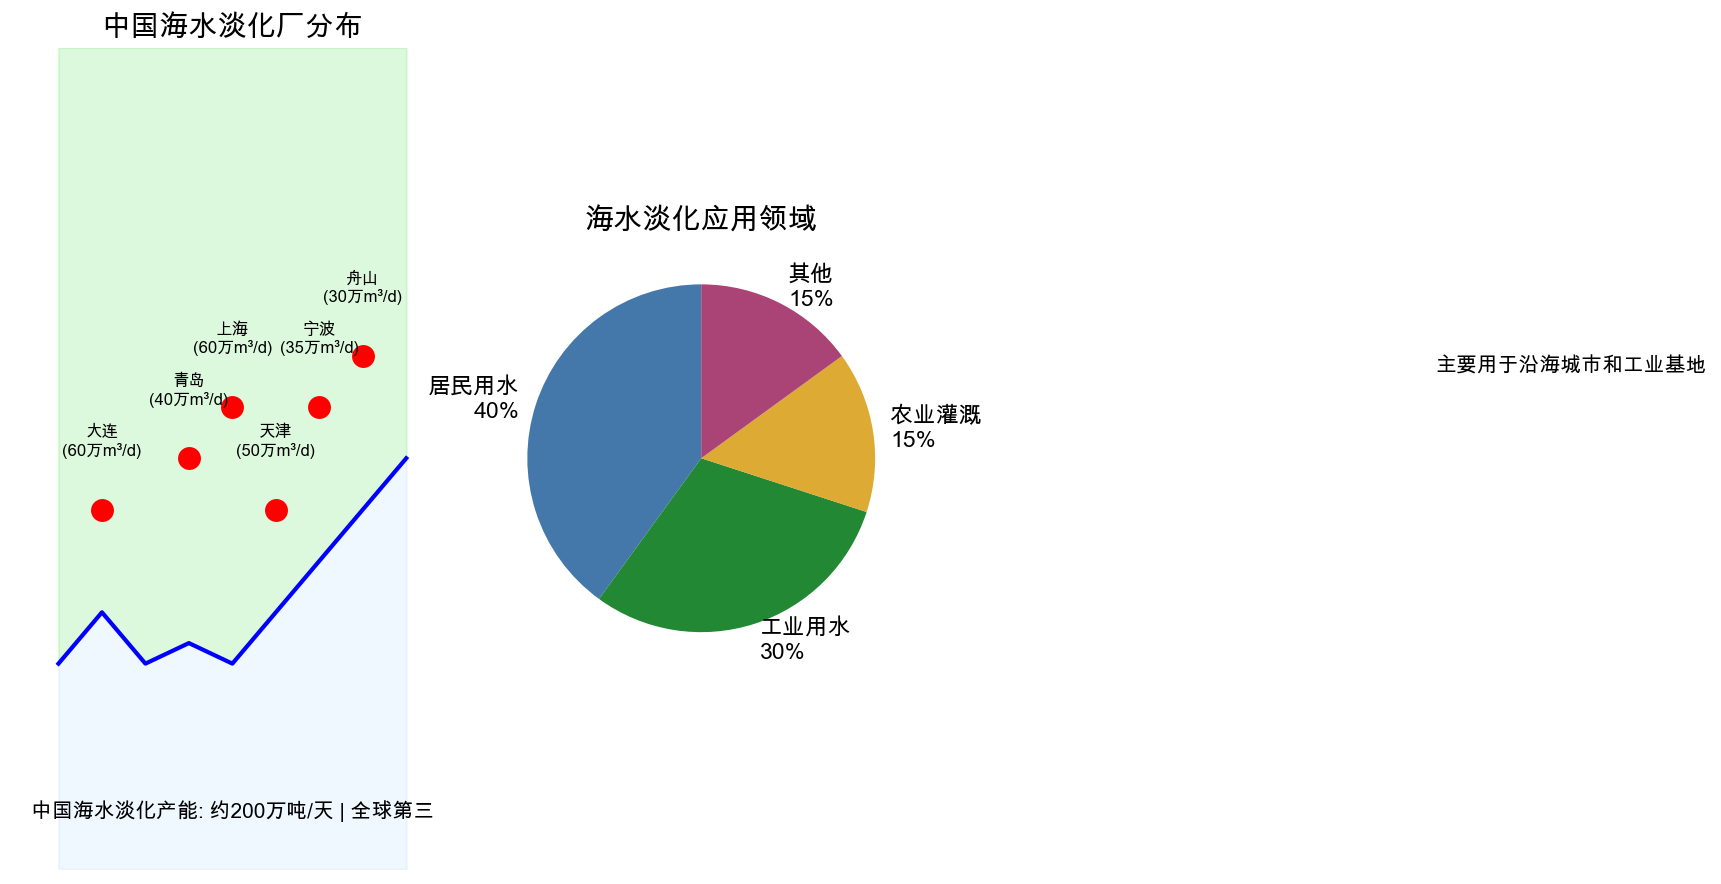 中国海水淡化厂分布
舟山
(30万m³/d)
上海
(60万m³/d)
宁波
(35万m³/d)
青岛
(40万m³/d)
大连
(60万m³/d)
天津
(50万m³/d)
中国海水淡化产能: 约200万吨/天 | 全球第三
海水淡化应用领域
其他
15%
居民用水
40%
农业灌溉
15%
工业用水
30%
主要用于沿海城市和工业基地